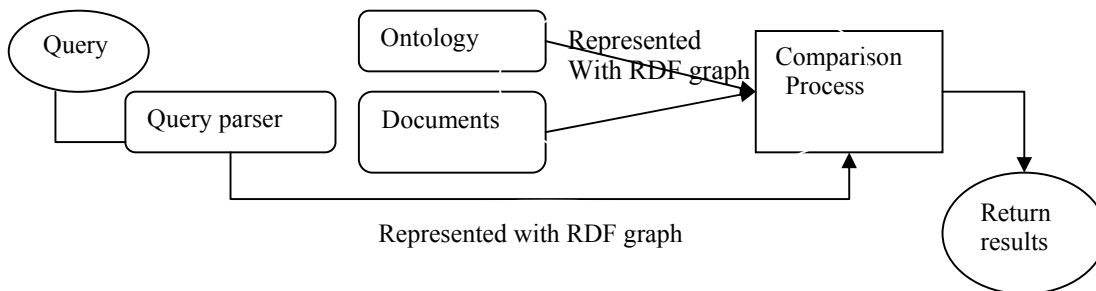 Query
Query parser
Ontology
Documents
Represented
With RDF graph
Comparison
Process
Represented with RDF graph
Return
results